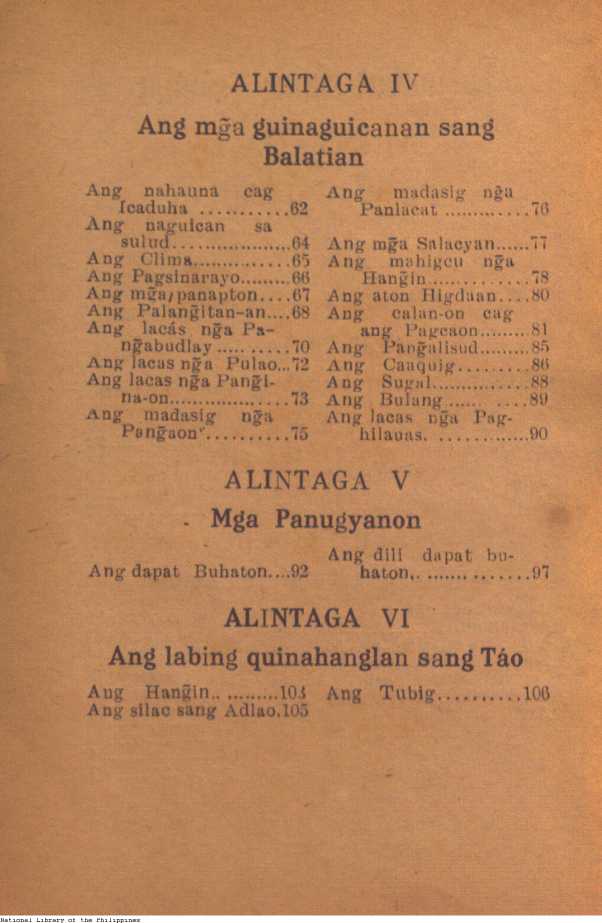 ALINTAGA IV
Ang mg̃a guinaguicanan sang
Balatian
Ang nahauna cag
Icaduha ...........62
Ang naguican sa
sulud..................64
Ang Clima..............65
Ang Pagsinarayo.........66
Ang mg̃a panapton....67
Ang Palang̃itan-an....68
Ang lacás ng̃a Pa-
ng̃abudlay ..........70
Ang lacas ng̃a Pulao...72
Ang lacas ng̃a Pang̃i-
na-on.................73
Ang madasig ng̃a
Pang̃aon ..........75
Ang madasig ng̃a
Panlacat ............76
Ang mg̃a Salacyan......77
Ang mahigcu ng̃a
Hang̃in.............78
Ang aton Higdaan....80
Ang calan-on cag
ang Pagcaon.........81
Ang Pang̃alisud........85
Ang Cauquig.........86
Ang Sugal.............88
Ang Bulang...... ....89
Ang lacas ng̃a Pag-
hilauas. .............90
ALINTAGA V
Mga Panugyanon
Ang dapat Buhaton....92
Ang dili dapat bu-
haton.. ..............97
ALINTAGA VI
Ang labing quinahanglan sang Táo
Ang Hang̃in.. .........103
Ang silac sang Adlao.105
Ang Tubig..........106
National Library of the Philippines